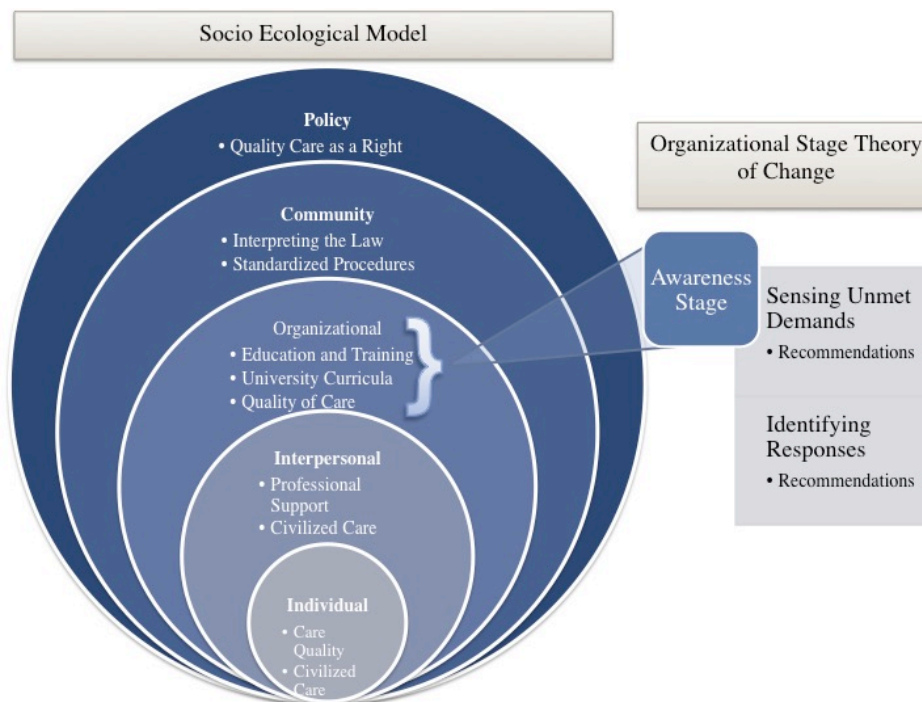 Socio Ecological Model
Policy
• Quality Care as a Right
Community
• Interpreting the Law
• Standardized Procedures
Organizational
• Education and Training
• University Curricula
• Quality of Care
}
Interpersonal
• Professional
Support
• Civilized Care
Individual
• Care
Quality
• Civilized
Care
Organizational Stage Theory
of Change
Awareness
Stage
Sensing Unmet
Demands
• Recommendations
Identifying
Responses
• Recommendations